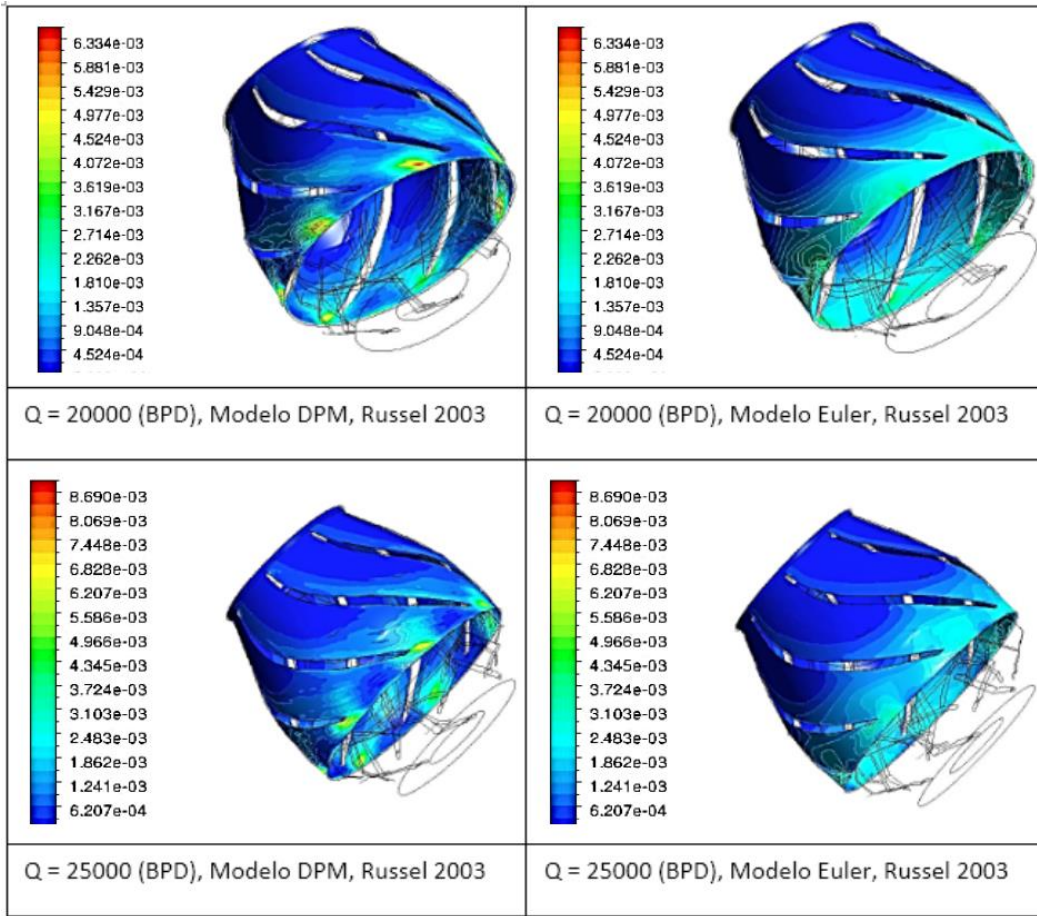 6.334e-03
5.881e-03
5.429e-03
4.977e-03
4.524e-03
4.072e-03
3.619e-03
3.167e-03
2.714e-03
2.262e-03
1.810e-03
1.357e-03
9.048e-04
4.524e-04
6.334e-03
5.881e-03
5.429e-03
4.977e-03
4.524e-03
4.072e-03
3.619e-03
3.167e-03
2.714e-03
2.262e-03
1.810e-03
1.357e-03
9.048e-04
4.524e-04
Q = 20000 (BPD), Modelo DPM, Russel 2003
Q = 20000 (BPD), Modelo Euler, Russel 2003
8.690e-03
8.069e-03
7.448e-03
6.828e-03
6.207e-03
5.586e-03
4.966e-03
4.345e-03
3.724e-03
3.103e-03
2.483e-03
1.862e-03
1.241e-03
6.207e-04
8.690e-03
8.069e-03
7.448e-03
6.828e-03
6.207e-03
5.586e-03
4.966e-03
4.345e-03
3.724e-03
3.103e-03
2.483e-03
1.862e-03
1.241e-03
6.207e-04
Q = 25000 (BPD), Modelo DPM, Russel 2003
Q = 25000 (BPD), Modelo Euler, Russel 2003